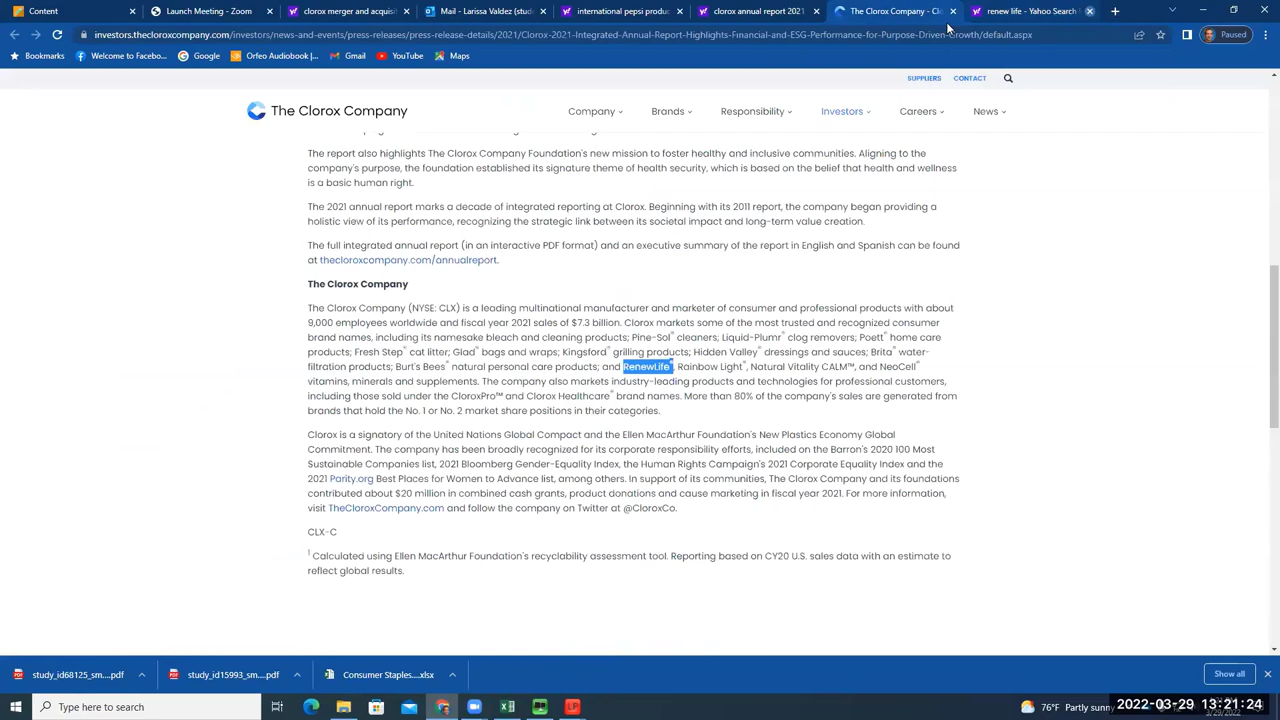 Content
Launch Meeting - Zoom
clorox merger and acquisit
Mail - Larissa Valdez (stude
international pepsi produc
clorox annual report 2021
The Clorox Company - Clo
renew life - Yahoo Search
investors.thecloroxcompany.com/investors/news-and-events/press-releases/press-release-details/2021/Clorox-2021-Integrated-Annual-Report-Highlights-Financial-and-ESG-Performance-for-Purpose-Driven-Growth/default.aspx
Paused
Bookmarks
Welcome to Faceboo...
Google
Orfeo Audiobook |...
Gmail
YouTube
Maps
SUPPLIERS CONTACT
The Clorox Company
Company Brands Responsibility Investors Careers News
The report also highlights The Clorox Company Foundation's new mission to foster healthy and inclusive communities. Aligning to the
company's purpose, the foundation established its signature theme of health security, which is based on the belief that health and wellness
is a basic human right.
The 2021 annual report marks a decade of integrated reporting at Clorox. Beginning with its 2011 report, the company began providing a
holistic view of its performance, recognizing the strategic link between its societal impact and long-term value creation.
The full integrated annual report (in an interactive PDF format) and an executive summary of the report in English and Spanish can be found
at thecloroxcompany.com/annualreport.
The Clorox Company
The Clorox Company (NYSE: CLX) is a leading multinational manufacturer and marketer of consumer and professional products with about
9,000 employees worldwide and fiscal year 2021 sales of $7.3 billion. Clorox markets some of the most trusted and recognized consumer
brand names, including its namesake bleach and cleaning products; Pine-Sol® cleaners; Liquid-Plumr® clog removers; Poett® home care
products; Fresh Step® cat litter; Glad® bags and wraps; Kingsford® grilling products; Hidden Valley® dressings and sauces; Brita® water-
filtration products; Burt's Bees® natural personal care products; and RenewLife®, Rainbow Light®, Natural Vitality CALM™, and NeoCell®
vitamins, minerals and supplements. The company also markets industry-leading products and technologies for professional customers,
including those sold under the CloroxPro™ and Clorox Healthcare® brand names. More than 80% of the company's sales are generated from
brands that hold the No. 1 or No. 2 market share positions in their categories.
Clorox is a signatory of the United Nations Global Compact and the Ellen MacArthur Foundation's New Plastics Economy Global
Commitment. The company has been broadly recognized for its corporate responsibility efforts, included on the Barron's 2020 100 Most
Sustainable Companies list, 2021 Bloomberg Gender-Equality Index, the Human Rights Campaign's 2021 Corporate Equality Index and the
2021 Parity.org Best Places for Women to Advance list, among others. In support of its communities, The Clorox Company and its foundations
contributed about $20 million in combined cash grants, product donations and cause marketing in fiscal year 2021. For more information,
visit TheCloroxCompany.com and follow the company on Twitter at @CloroxCo.
CLX-C
1 Calculated using Ellen MacArthur Foundation's recyclability assessment tool. Reporting based on CY20 U.S. sales data with an estimate to
reflect global results.
study_id68125_sm....pdf
study_id15993_sm....pdf
Consumer Staples....xlsx
Show all
Type here to search
76°F Partly sunny
2022-03-29 13:21:24